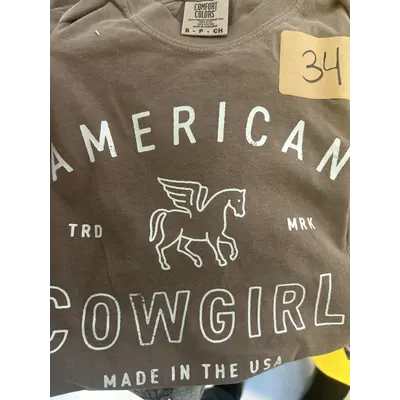 COMFORT
COLORS
S - P - CH
34
AMERICAN
TRD MRK
COWGIRL
MADE IN THE USA